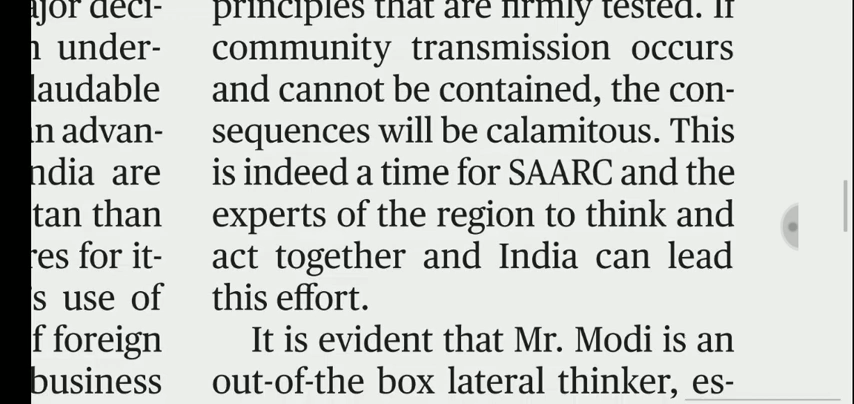 ajor deci-
n under-
laudable
an advan-
ndia are
tan than
res for it-
's use of
f foreign
business
principles that are firmly tested. If
community transmission occurs
and cannot be contained, the con-
sequences will be calamitous. This
is indeed a time for SAARC and the
experts of the region to think and
act together and India can lead
this effort.
It is evident that Mr. Modi is an
out-of-the box lateral thinker, es-